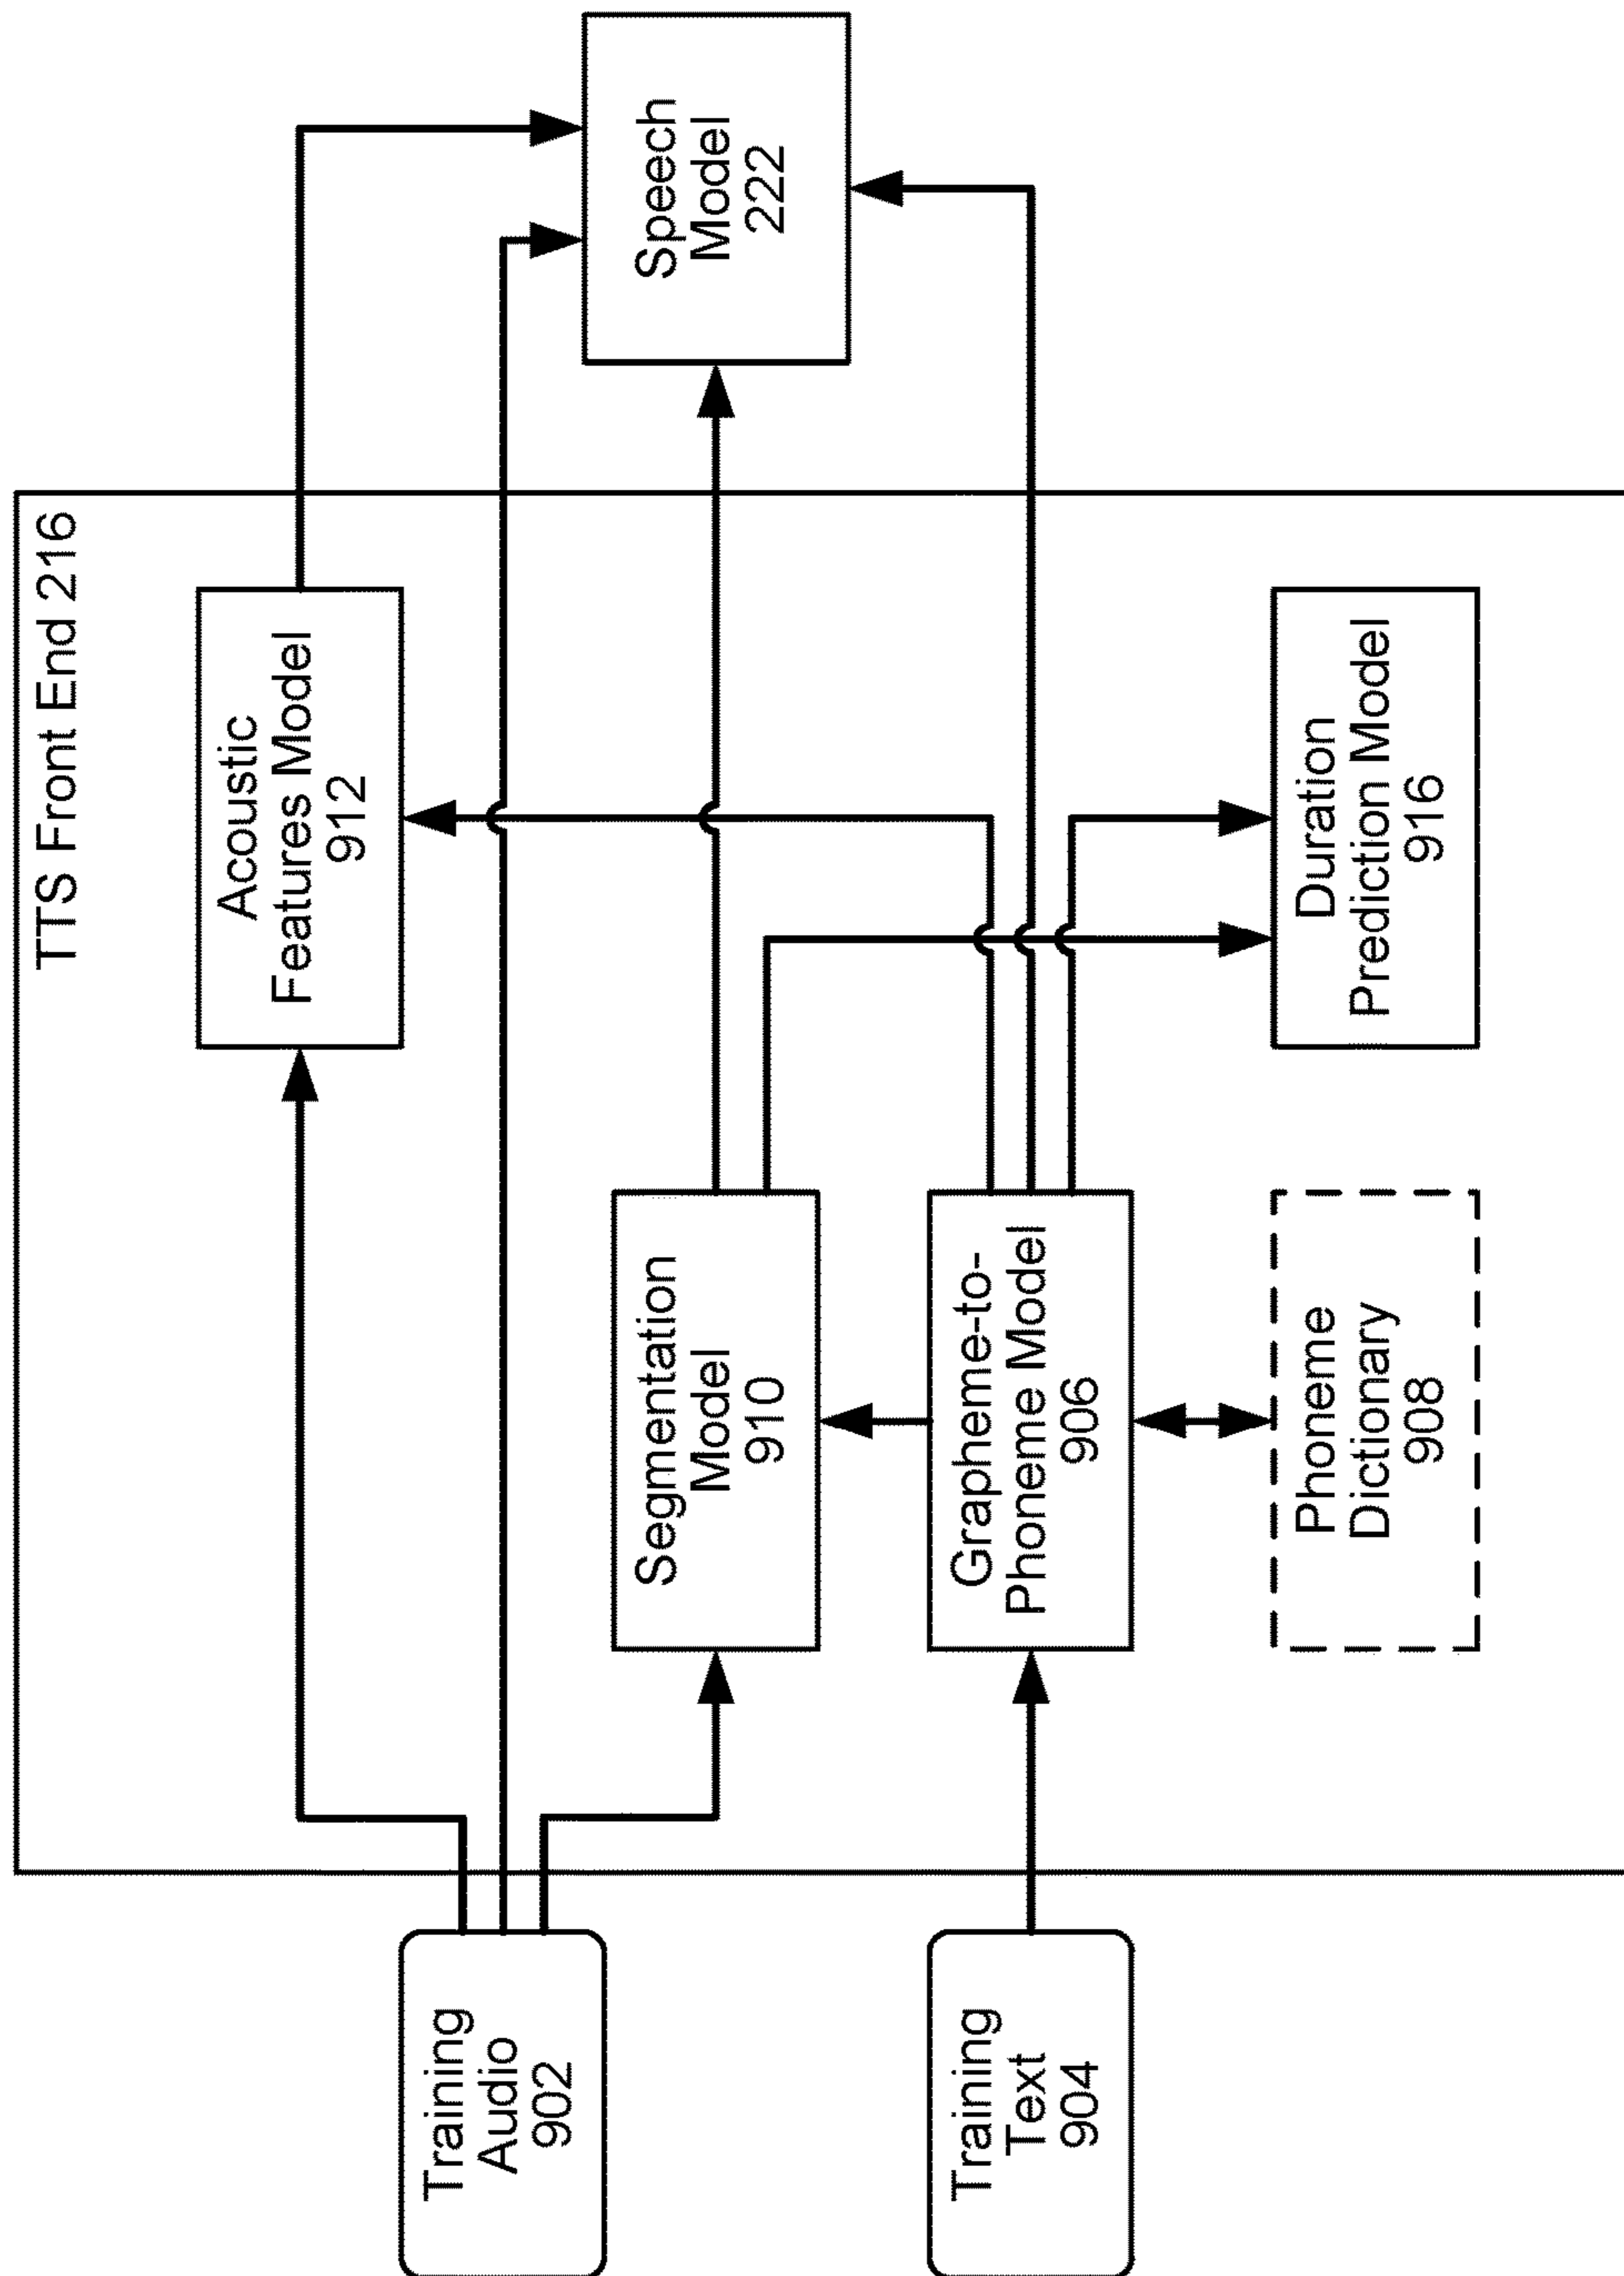 TTS Front End 216
Acoustic
Features Model
912
Speech
Model
222
Training
Audio
902
Segmentation
Model
910
Training
Text
904
Grapheme-to-
Phoneme Model
906
Phoneme
Dictionary
908
Duration
Prediction Model
916